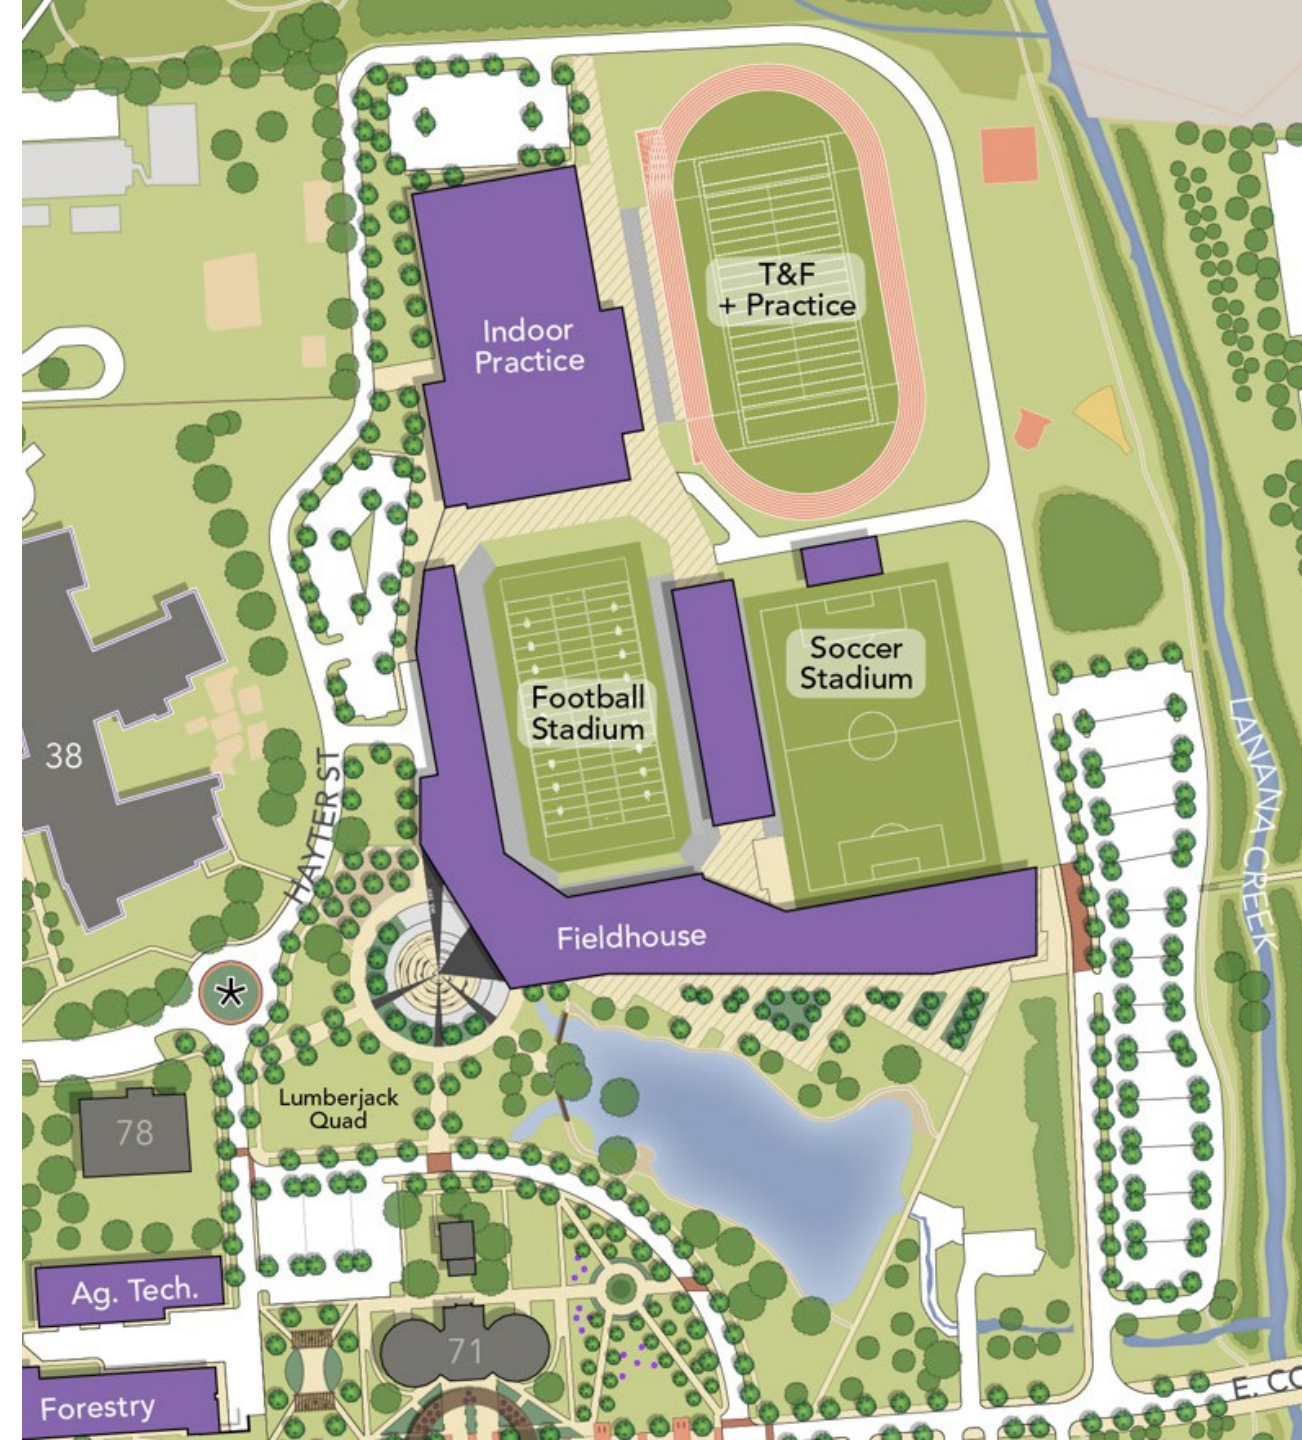 T&F
+ Practice
Indoor
Practice
Soccer
Stadium
Football
Stadium
38
HAYTER ST
LANANA CREEK
Fieldhouse
*
Lumberjack
Quad
78
Ag. Tech.
71
Forestry
E. CO